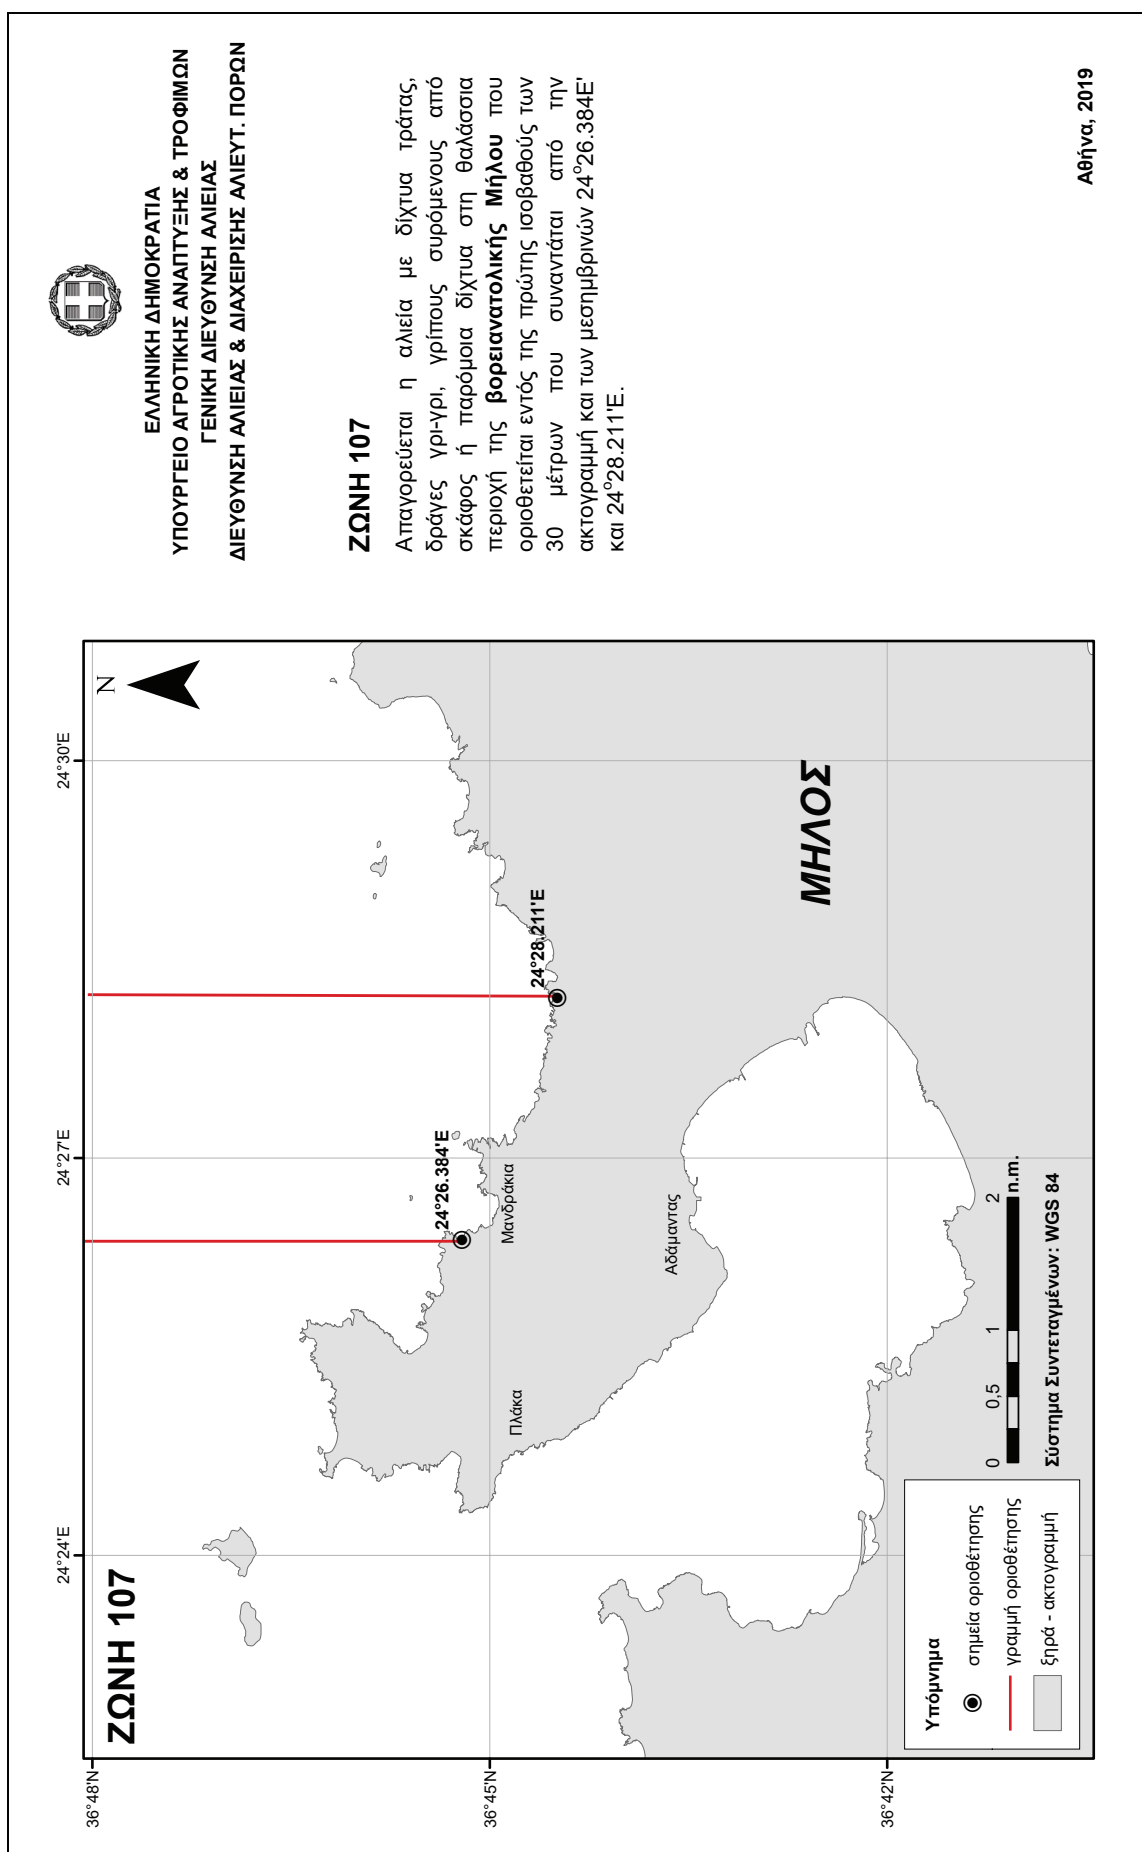 ΕΛΛΗΝΙΚΗ ΔΗΜΟΚΡΑΤΙΑ
ΥΠΟΥΡΓΕΙΟ ΑΓΡΟΤΙΚΗΣ ΑΝΑΠΤΥΞΗΣ & ΤΡΟΦΙΜΩΝ
ΓΕΝΙΚΗ ΔΙΕΥΘΥΝΣΗ ΑΛΙΕΙΑΣ
ΔΙΕΥΘΥΝΣΗ ΑΛΙΕΙΑΣ & ΔΙΑΧΕΙΡΙΣΗΣ ΑΛΙΕΥΤ. ΠΟΡΩΝ
ΖΩΝΗ 107
Απαγορεύεται η αλιεία με δίχτυα τράτας,
δράγες γρι-γρι, γρίπους συρόμενους από
σκάφος ή παρόμοια δίχτυα στη θαλάσσια
περιοχή της βορειανατολικής Μήλου που
οριοθετείται εντός της πρώτης ισοβαθούς των
30 μέτρων που συναντάται από την
ακτογραμμή και των μεσημβρινών 24°26.384Ε'
και 24°28.211'Ε.
Αθήνα, 2019
ΖΩΝΗ 107
24°24'E
24°27'E
24°30'E
N
36°48'N
36°45'N
36°42'N
24°26.384'E
24°28.211'E
Μανδράκια
Πλάκα
Αδάμαντας
ΜΗΛΟΣ
Υπόμνημα
σημεία οριοθέτησης
γραμμή οριοθέτησης
ξηρά - ακτογραμμή
0 0,5 1 2
n.m.
Σύστημα Συντεταγμένων: WGS 84